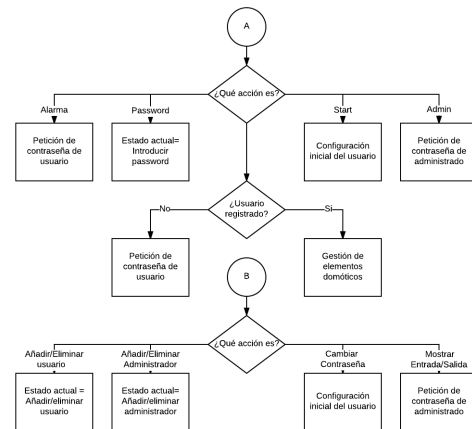 A
¿Qué acción es?
Alarma
Password
Start
Admin
Petición de
contraseña de
usuario
Estado actual=
Introducir
password
Configuración
inicial del usuario
Petición de
contraseña de
administrado
¿Usuario
registrado?
No
Si
Petición de
contraseña de
usuario
Gestión de
elementos
domóticos
B
¿Qué acción es?
Añadir/Eliminar
usuario
Añadir/Eliminar
Administrador
Cambiar
Contraseña
Mostrar
Entrada/Salida
Estado actual =
Añadir/eliminar
usuario
Estado actual=
Añadir/eliminar
administrador
Configuración
inicial del usuario
Petición de
contraseña de
administrado